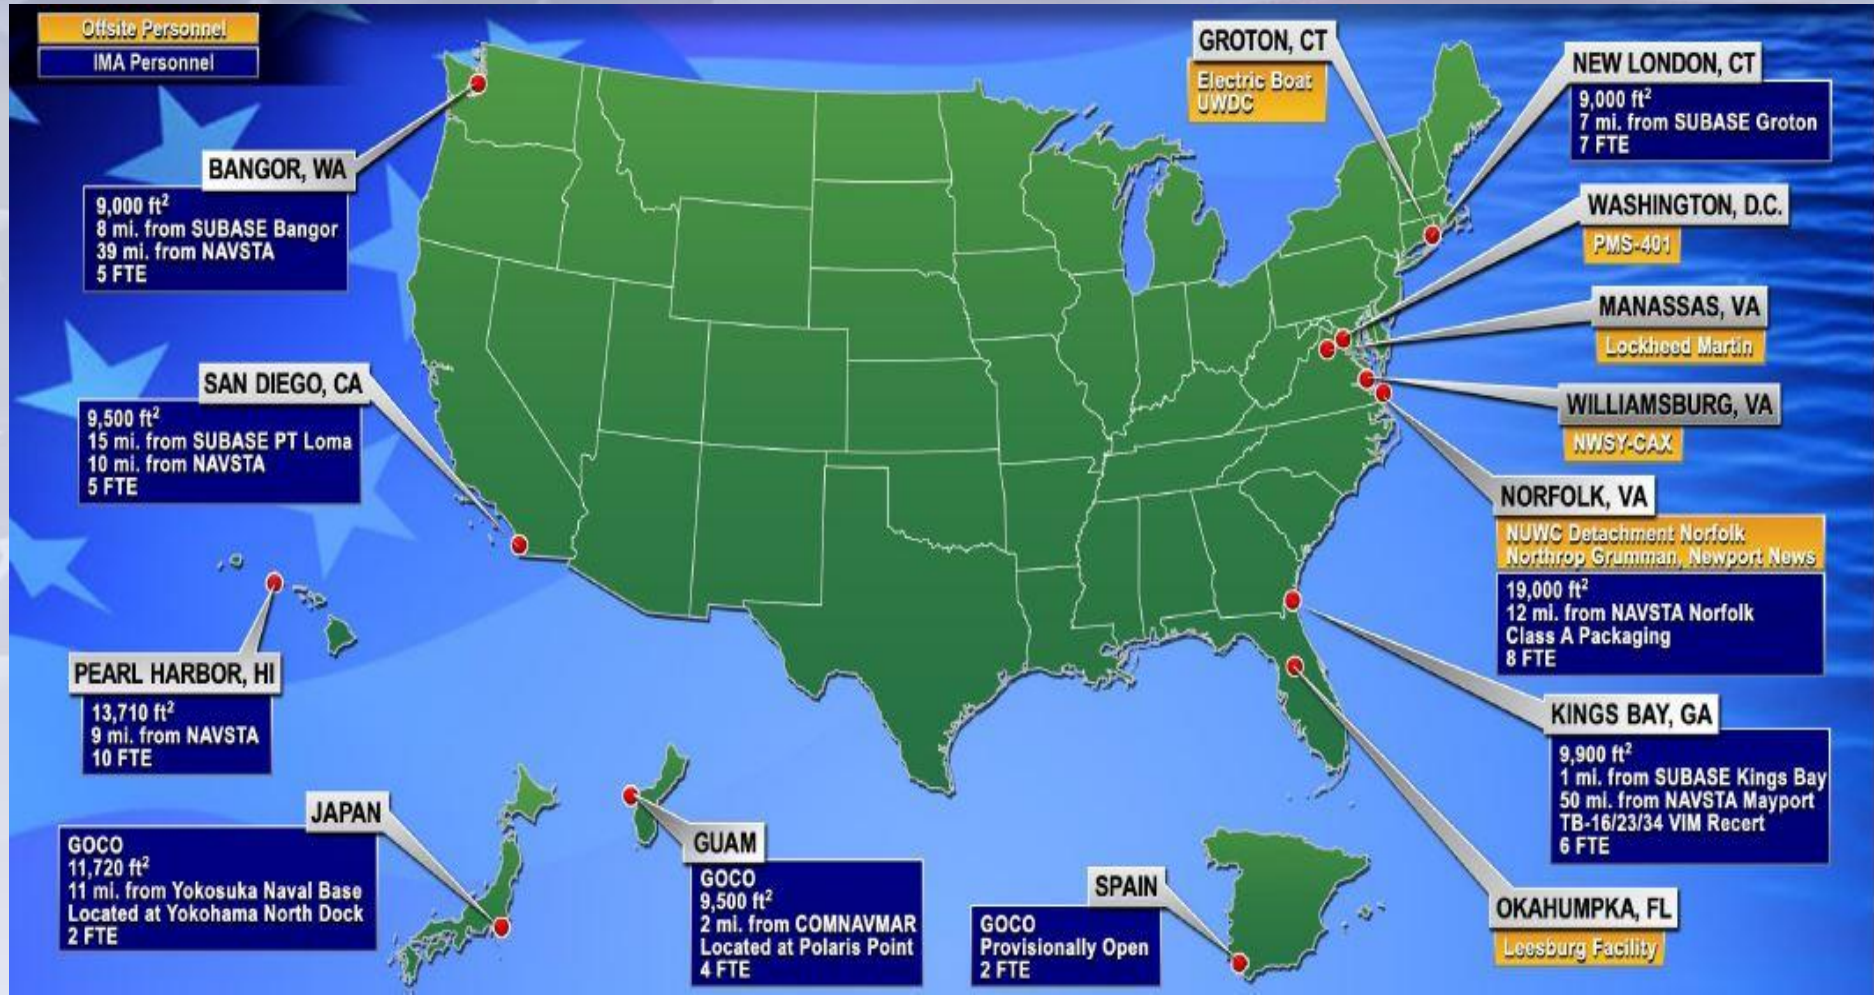 Offsite Personnel
IMA Personnel
BANGOR, WA
9,000 ft²
8 mi. from SUBASE Bangor
39 mi. from NAVSTA
5 FTE
SAN DIEGO, CA
9,500 ft²
15 mi. from SUBASE PT Loma
10 mi. from NAVSTA
5 FTE
PEARL HARBOR, HI
13,710 ft²
9 mi. from NAVSTA
10 FTE
JAPAN
GOCO
11,720 ft²
11 mi. from Yokosuka Naval Base
Located at Yokohama North Dock
2 FTE
GUAM
GOCO
9,500 ft²
2 mi. from COMNAVMAR
Located at Polaris Point
4 FTE
SPAIN
GOCO
Provisionally Open
2 FTE
GROTON, CT
Electric Boat
UWDC
NEW LONDON, CT
9,000 ft²
7 mi. from SUBASE Groton
7 FTE
WASHINGTON, D.C.
PMS-401
MANASSAS, VA
Lockheed Martin
WILLIAMSBURG, VA
NWSY-CAX
NORFOLK, VA
NUWC Detachment Norfolk
Northrop Grumman, Newport News
19,000 ft²
12 mi. from NAVSTA Norfolk
Class A Packaging
8 FTE
KINGS BAY, GA
9,900 ft²
1 mi. from SUBASE Kings Bay
50 mi. from NAVSTA Mayport
TB-16/23/34 VIM Recert
6 FTE
OKAHUMPKA, FL
Leesburg Facility